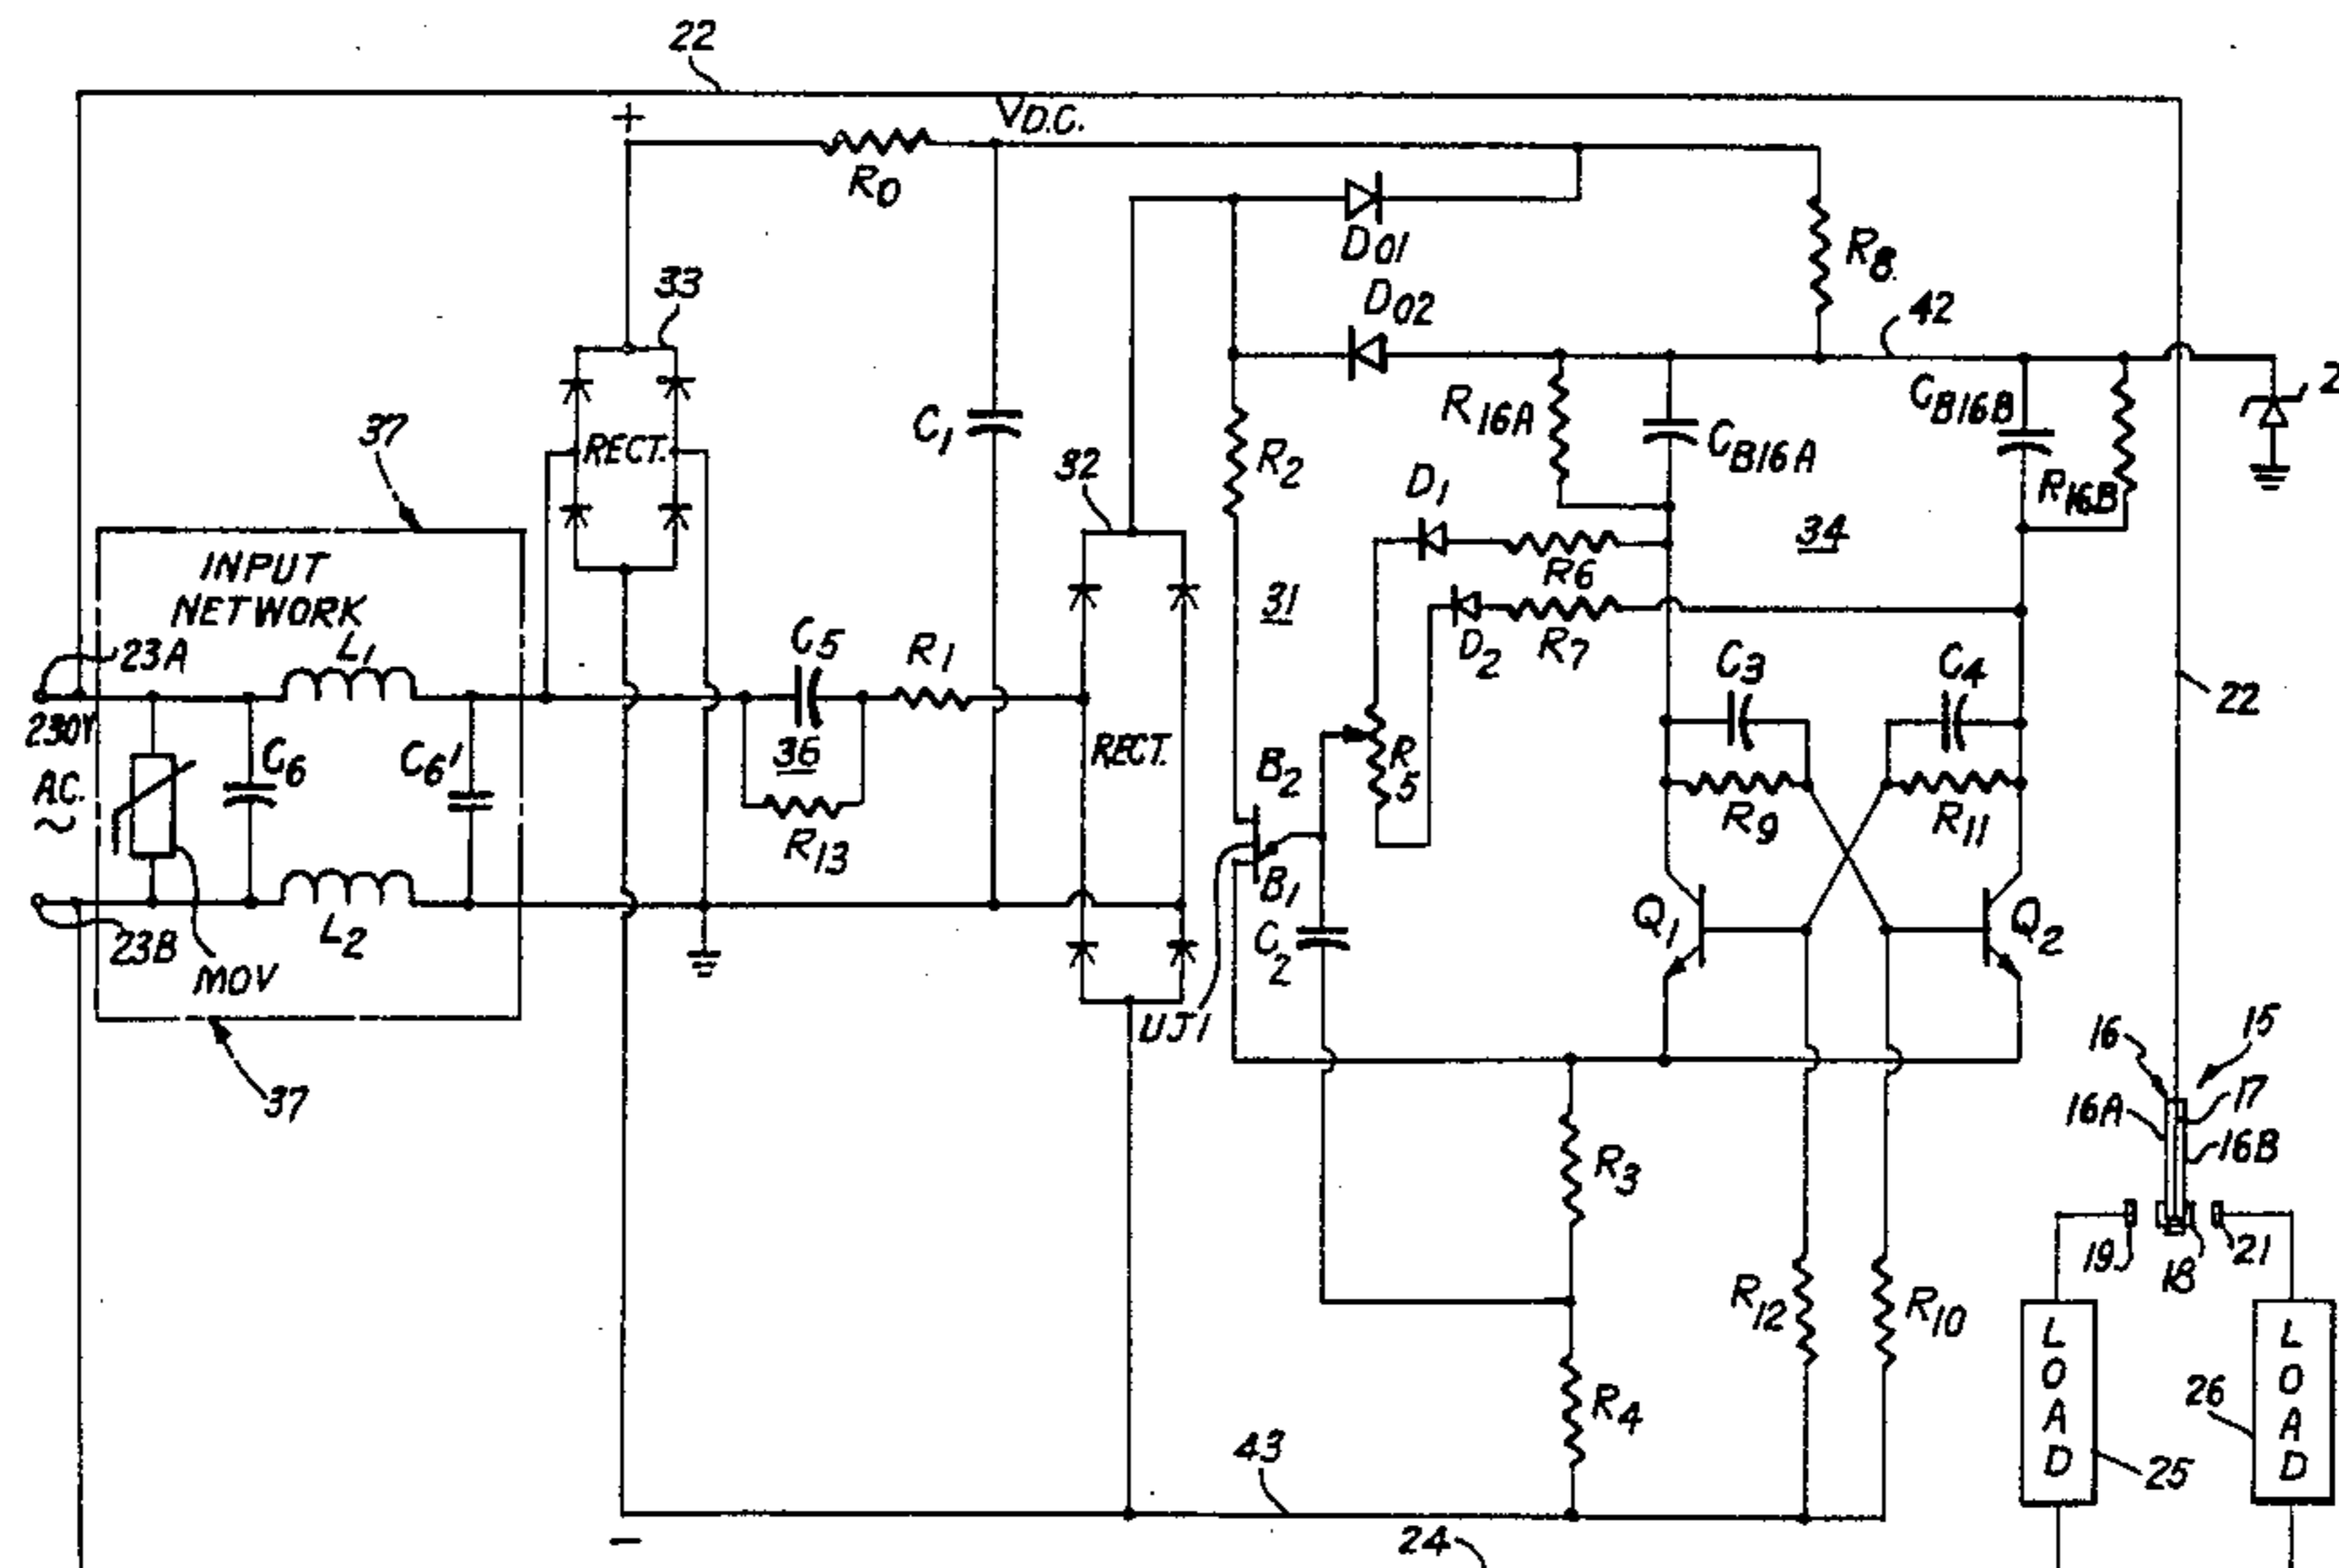 22
+
V D.C.
R0
D01
R8
33
D02
42
2
37
RECT.
C1
R2
R16A
CB16A
CB16B
R16B
32
D1
34
INPUT
NETWORK
R6
31
23A
L1
C5
R1
D2
R7
C3
C4
22
230V
A.C.
~
C6
C6'
36
RECT.
B2
R5
R9
R11
R13
B1
Q1
Q2
23B
L2
C2
MOV
UJ1
16
15
37
16A
17
16B
R3
19
18
21
R12
R10
LOAD
LOAD
R4
26
25
43
−
24